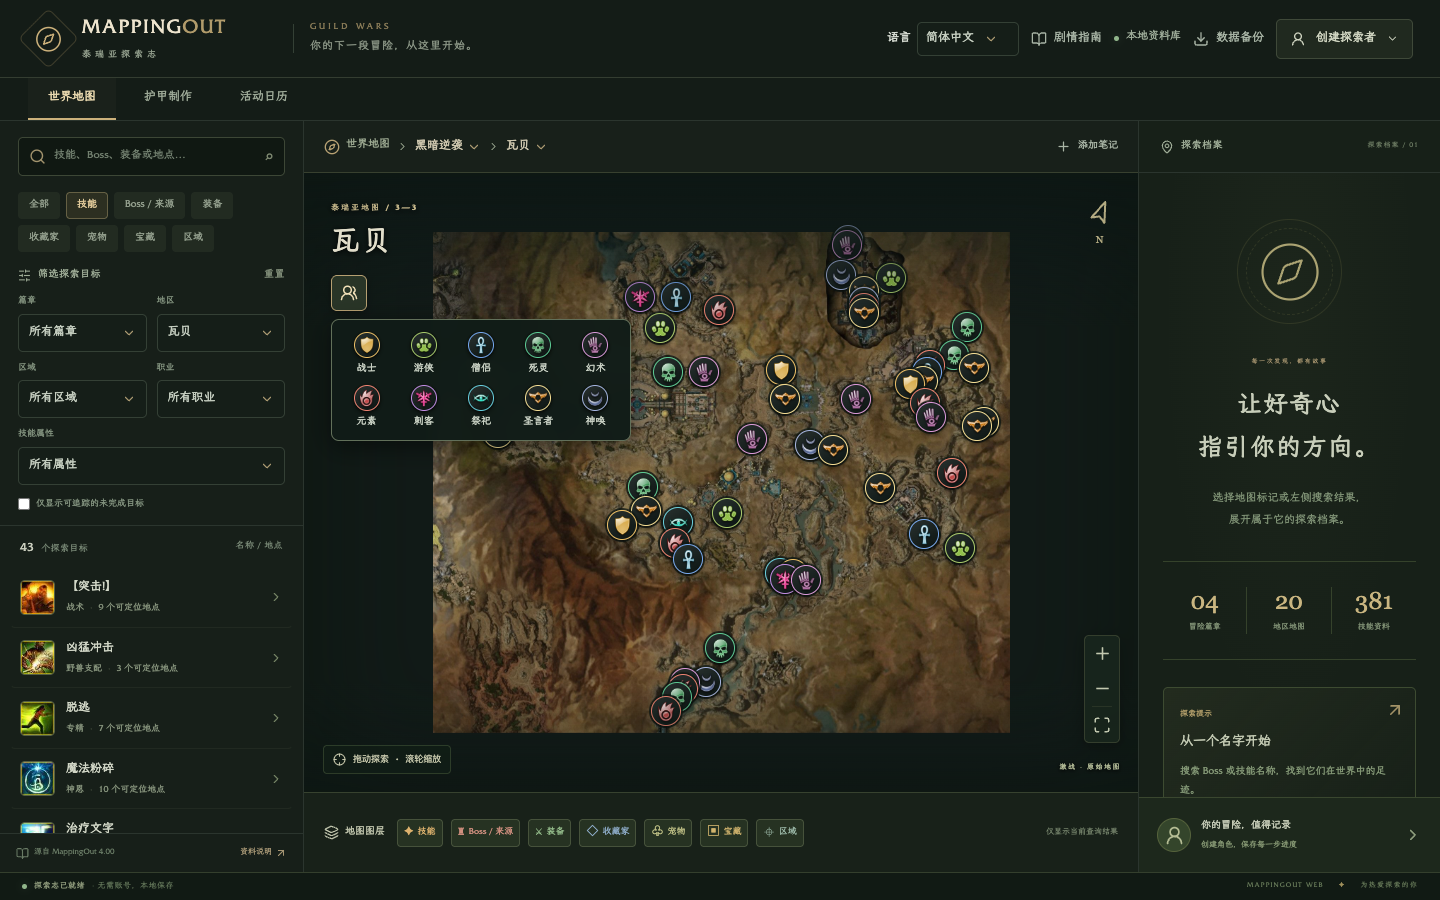 MAPPINGOUT
泰瑞亚探索志
GUILD WARS
你的下一段冒险，从这里开始。
语言
简体中文
剧情指南
本地资料库
数据备份
创建探索者
世界地图
护甲制作
活动日历
技能、Boss、装备或地点...
全部
技能
Boss / 来源
装备
收藏家
宠物
宝藏
区域
筛选探索目标
重置
篇章
地区
所有篇章
瓦贝
区域
职业
所有区域
所有职业
技能属性
所有属性
仅显示可追踪的未完成目标
43 个探索目标
名称 / 地点
【突击!】
战术 · 9 个可定位地点
凶猛冲击
野兽支配 · 3 个可定位地点
脱逃
专精 · 7 个可定位地点
魔法粉碎
神恩 · 10 个可定位地点
治疗文字
源自 MappingOut 4.00
资料说明
世界地图
黑暗逆袭
瓦贝
添加笔记
泰瑞亚地图 / 3—3
瓦贝
N
战士
游侠
僧侣
死灵
幻术
元素
刺客
祭祀
圣言者
神唤
拖动探索 · 滚轮缩放
激战 · 原始地图
地图图层
技能
Boss / 来源
装备
收藏家
宠物
宝藏
区域
仅显示当前查询结果
探索档案
探索档案 / 01
每一次发现，都有故事
让好奇心
指引你的方向。
选择地图标记或左侧搜索结果，
展开属于它的探索档案。
04
冒险篇章
20
地区地图
381
技能资料
探索提示
从一个名字开始
搜索 Boss 或技能名称，找到它们在世界中的足
迹。
你的冒险，值得记录
创建角色，保存每一步进度
探索志已就绪 · 无需账号，本地保存
MAPPINGOUT WEB
为热爱探索的你